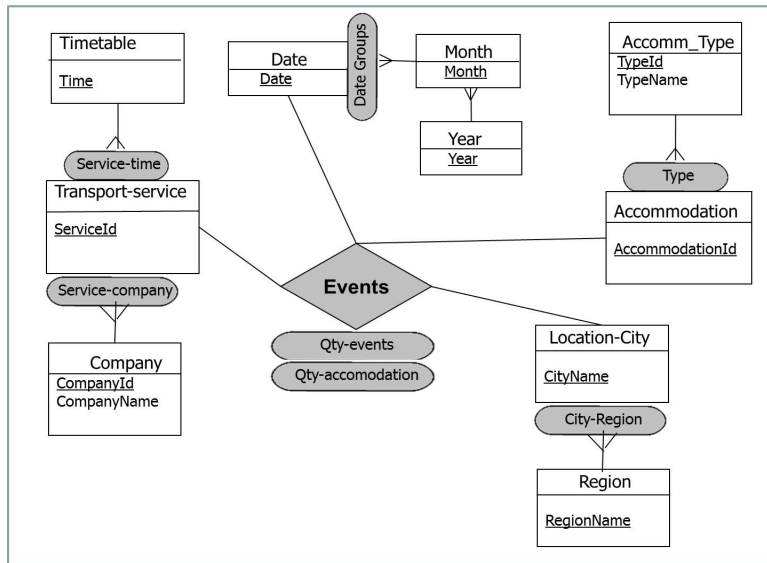 Timetable
Time
Service-time
Transport-service
ServiceId
Service-company
Company
CompanyId
CompanyName
Date
Date
Date Groups
Month
Month
Year
Year
Accomm_Type
TypeId
TypeName
Type
Accommodation
AccommodationId
Events
Qty-events
Qty-accomodation
Location-City
CityName
City-Region
Region
RegionName